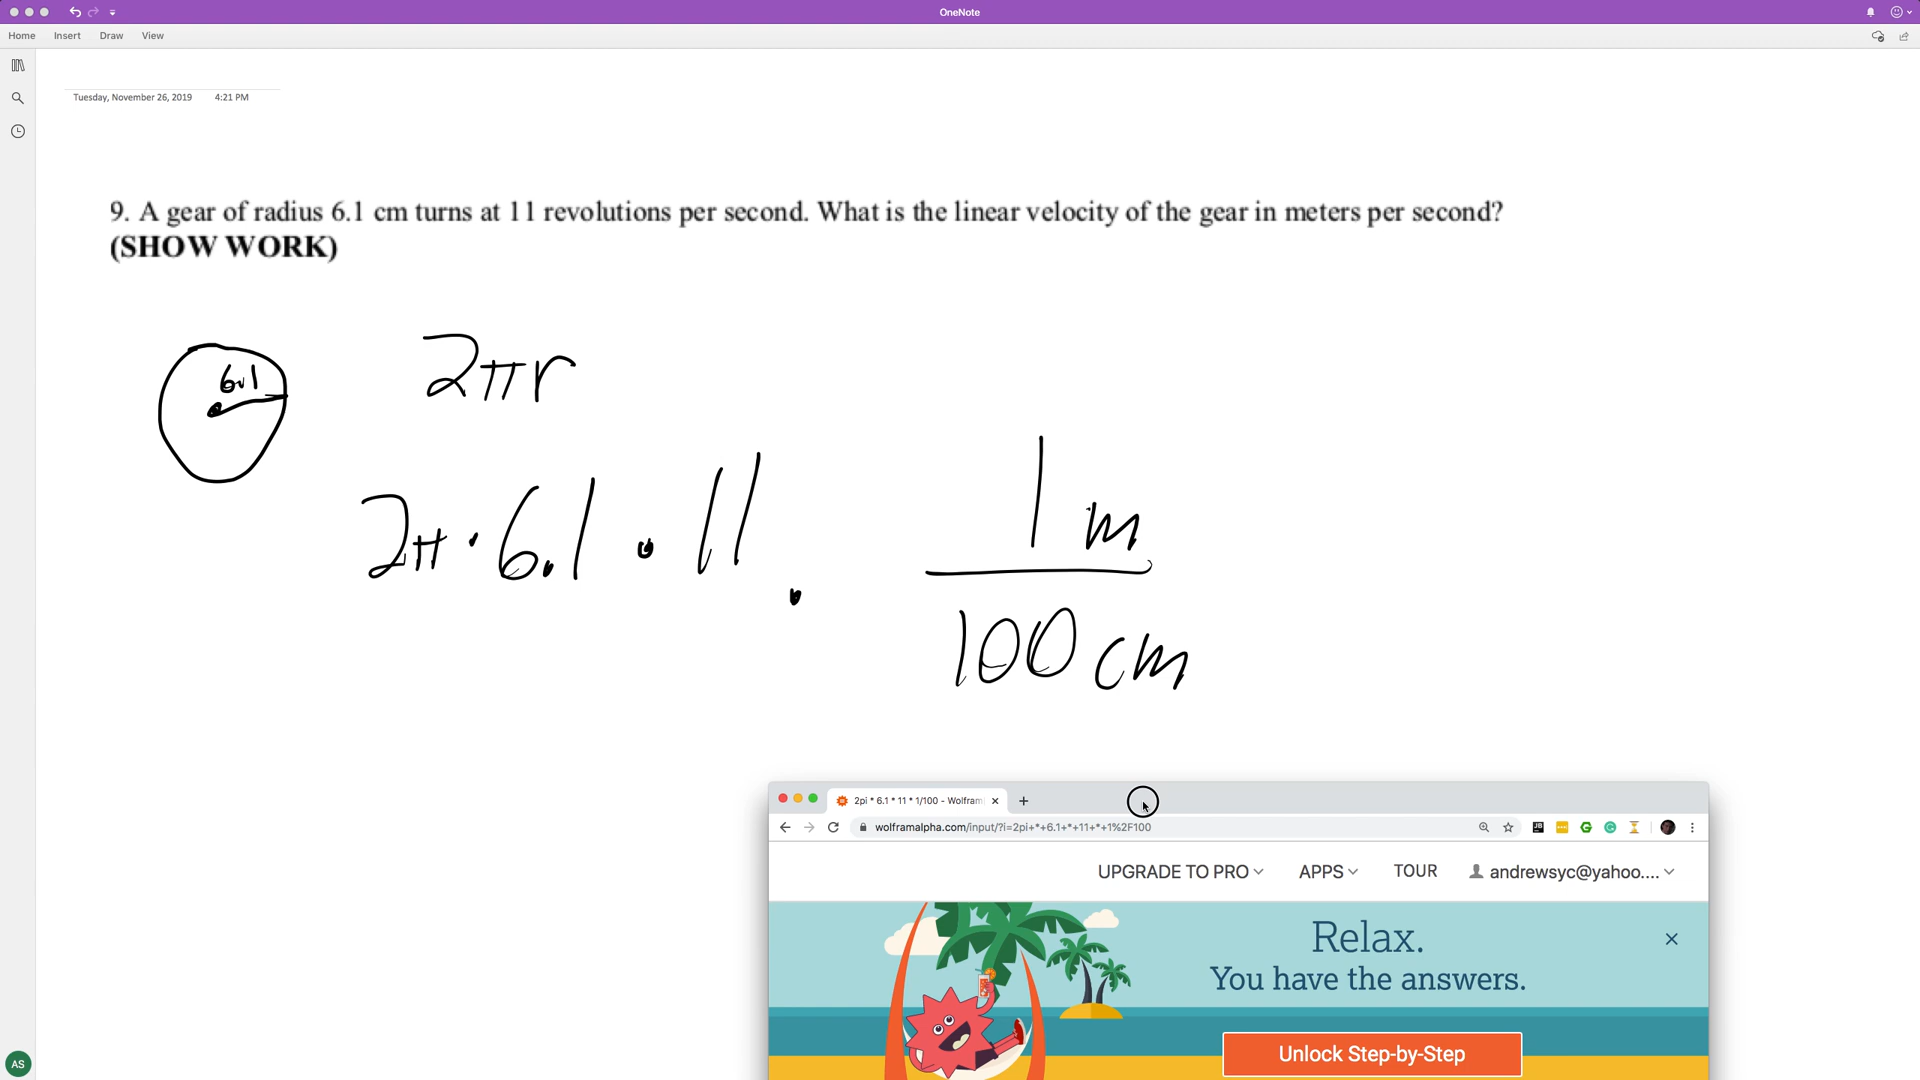 OneNote
Home Insert Draw View
Tuesday, November 26, 2019 4:21 PM
9. A gear of radius 6.1 cm turns at 11 revolutions per second. What is the linear velocity of the gear in meters per second?
(SHOW WORK)
6.1
2πr
2π · 6.1 · 11 ·
1 m
100 cm
2pi * 6.1 * 11 * 1/100 - Wolfram
wolframalpha.com/input/?i=2pi+*+6.1+*+11+*+1%2F100
UPGRADE TO PRO APPS TOUR andrewsyc@yahoo....
Relax.
You have the answers.
Unlock Step-by-Step
AS